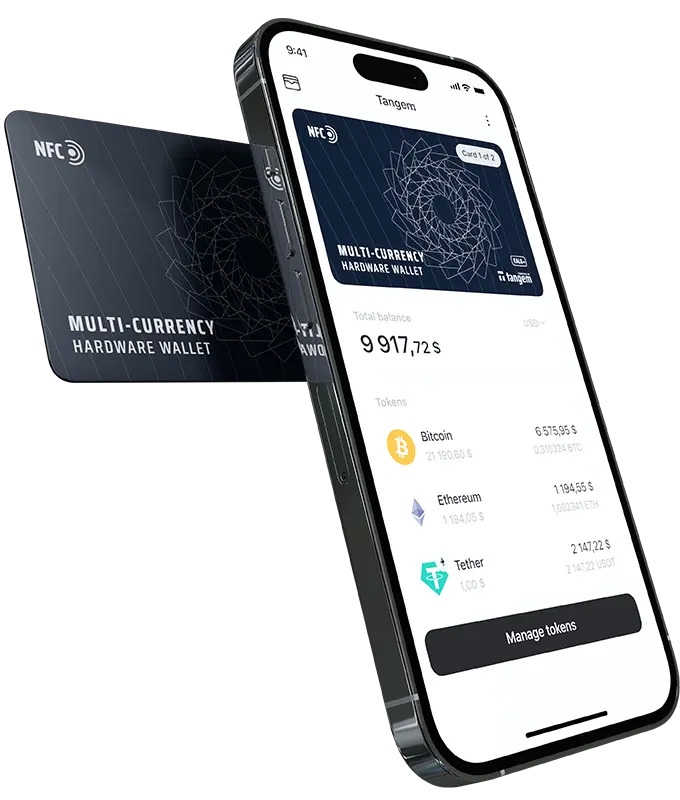 NFC
MULTI-CURRENCY
HARDWARE WALLET
9:41
Tangem
NFC
Card 1 of 2
MULTI-CURRENCY
HARDWARE WALLET
tangem
Total balance
USD
9 917,72 $
Tokens
Bitcoin
6 575,95 $
21 190,60 $
0,310324 BTC
Ethereum
1 194,55 $
1 194,05 $
1,002341 ETH
Tether
2 147,22 $
1,00 $
2 147,22 USDT
Manage tokens